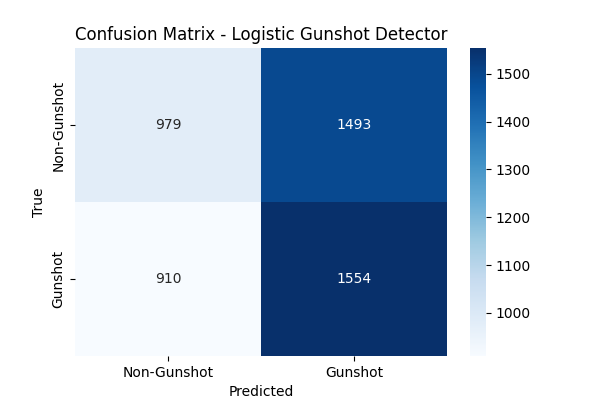 Confusion Matrix - Logistic Gunshot Detector
True
Non-Gunshot
Gunshot
979
1493
910
1554
Non-Gunshot
Gunshot
Predicted
1500
1400
1300
1200
1100
1000